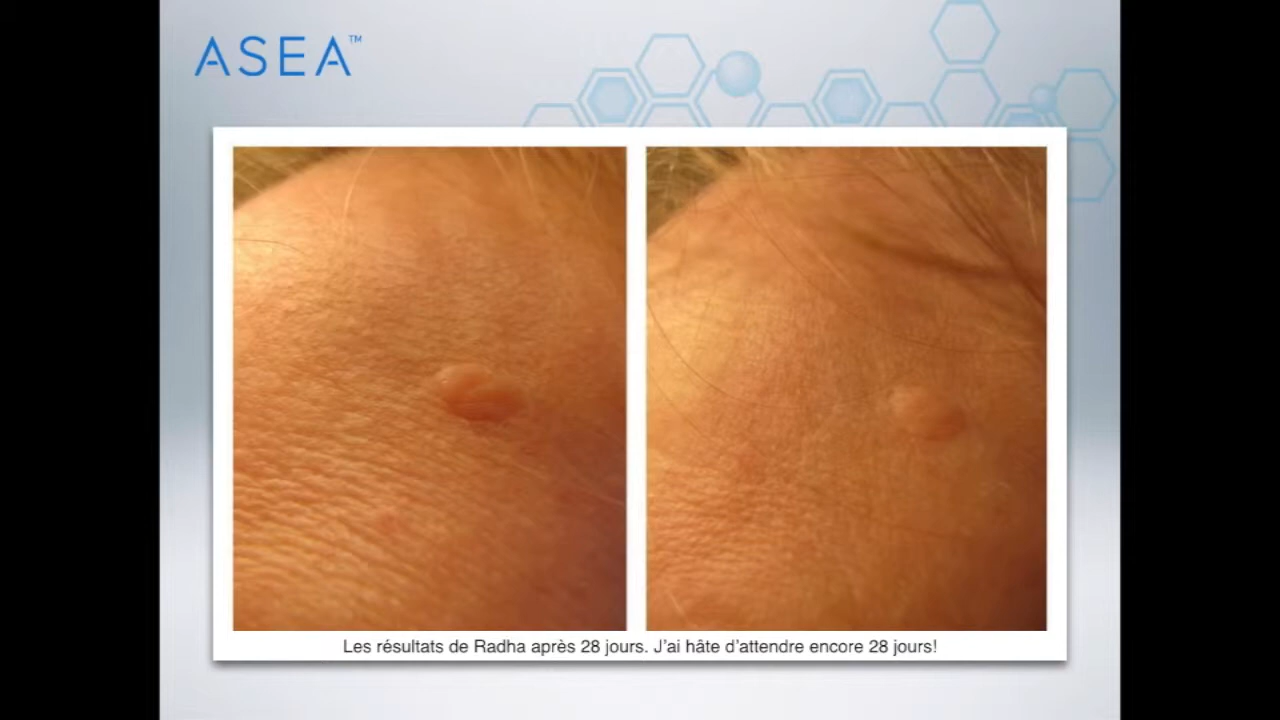 ASEA™
Les résultats de Radha après 28 jours. J'ai hâte d'attendre encore 28 jours!